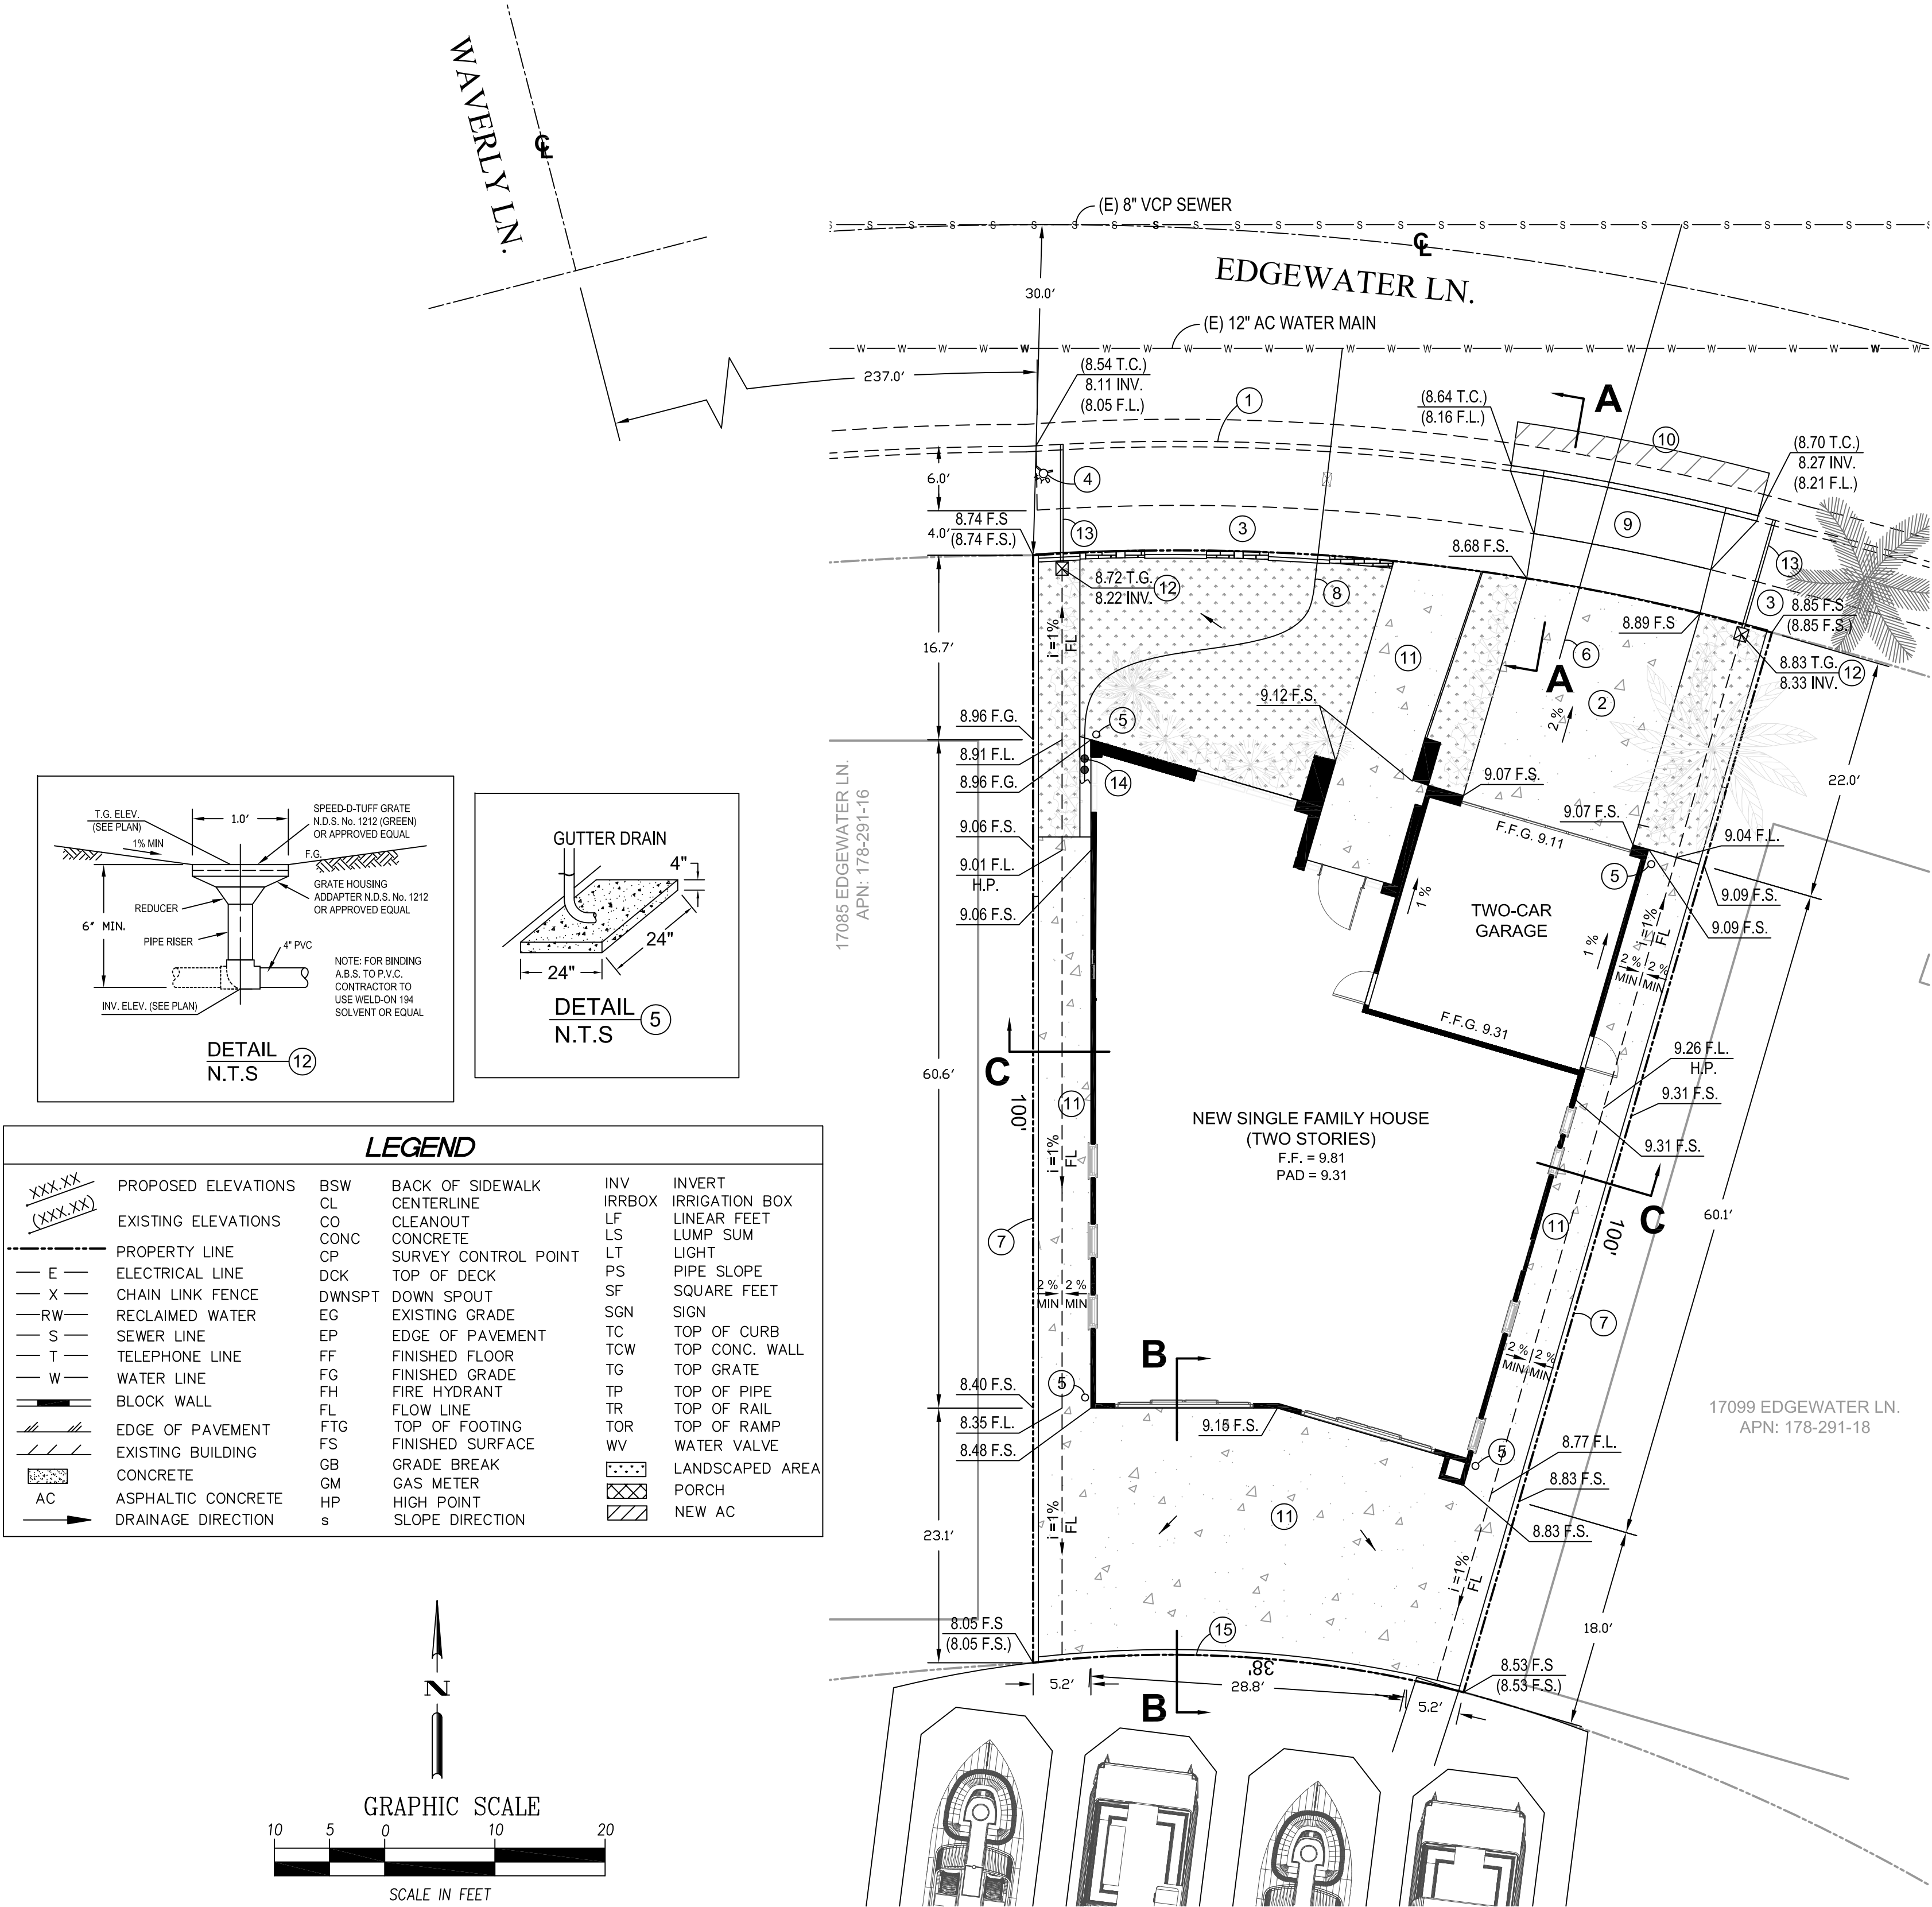 WAVERLY LN.
℄
(E) 8" VCP SEWER
℄
EDGEWATER LN.
30.0'
(E) 12" AC WATER MAIN
237.0'
(8.54 T.C.)
8.11 INV.
(8.05 F.L.)
1
(8.64 T.C.)
(8.16 F.L.)
A
10
(8.70 T.C.)
8.27 INV.
(8.21 F.L.)
6.0'
4
9
8.74 F.S
(8.74 F.S.)
4.0'
13
3
8.68 F.S.
13
8.72 T.G.
8.22 INV.
12
8
3
8.85 F.S
(8.85 F.S.)
8.89 F.S
i =1%
FL
16.7'
11
6
A
8.83 T.G.
8.33 INV.
12
9.12 F.S.
2
2 %
8.96 F.G.
5
8.91 F.L.
8.96 F.G.
14
9.07 F.S.
22.0'
17085 EDGEWATER LN.
APN: 178-291-16
9.06 F.S.
9.07 F.S.
F.F.G. 9.11
9.04 F.L.
9.01 F.L.
H.P.
5
9.06 F.S.
1 %
TWO-CAR
GARAGE
9.09 F.S.
9.09 F.S.
1 %
i =1%
FL
2 % 2 %
MIN MIN
F.F.G. 9.31
C
60.6'
100'
11
9.26 F.L.
H.P.
9.31 F.S.
NEW SINGLE FAMILY HOUSE
(TWO STORIES)
F.F. = 9.81
PAD = 9.31
9.31 F.S.
i =1%
FL
C
60.1'
11
100'
7
2 % 2 %
MIN MIN
7
B
2 % 2 %
MIN MIN
8.40 F.S.
5
8.35 F.L.
8.48 F.S.
9.16 F.S.
17099 EDGEWATER LN.
APN: 178-291-18
5
8.77 F.L.
8.83 F.S.
i =1%
FL
11
8.83 F.S.
23.1'
i =1%
FL
8.05 F.S
(8.05 F.S.)
15
18.0'
38'
5.2'
28.8'
5.2'
8.53 F.S
(8.53 F.S.)
B
T.G. ELEV.
(SEE PLAN)
1.0'
SPEED-D-TUFF GRATE
N.D.S. No. 1212 (GREEN)
OR APPROVED EQUAL
1% MIN
F.G.
GRATE HOUSING
ADDAPTER N.D.S. No. 1212
OR APPROVED EQUAL
REDUCER
6" MIN.
PIPE RISER
4" PVC
NOTE: FOR BINDING
A.B.S. TO P.V.C.
CONTRACTOR TO
USE WELD-ON 194
SOLVENT OR EQUAL
INV. ELEV. (SEE PLAN)
DETAIL
N.T.S
12
GUTTER DRAIN
4"
24"
24"
DETAIL
N.T.S
5
LEGEND
XXX.XX PROPOSED ELEVATIONS
(XXX.XX) EXISTING ELEVATIONS
PROPERTY LINE
E ELECTRICAL LINE
X CHAIN LINK FENCE
RW RECLAIMED WATER
S SEWER LINE
T TELEPHONE LINE
W WATER LINE
BLOCK WALL
EDGE OF PAVEMENT
EXISTING BUILDING
CONCRETE
AC ASPHALTIC CONCRETE
DRAINAGE DIRECTION
BSW BACK OF SIDEWALK
CL CENTERLINE
CO CLEANOUT
CONC CONCRETE
CP SURVEY CONTROL POINT
DCK TOP OF DECK
DWNSPT DOWN SPOUT
EG EXISTING GRADE
EP EDGE OF PAVEMENT
FF FINISHED FLOOR
FG FINISHED GRADE
FH FIRE HYDRANT
FL FLOW LINE
FTG TOP OF FOOTING
FS FINISHED SURFACE
GB GRADE BREAK
GM GAS METER
HP HIGH POINT
s SLOPE DIRECTION
INV INVERT
IRRBOX IRRIGATION BOX
LF LINEAR FEET
LS LUMP SUM
LT LIGHT
PS PIPE SLOPE
SF SQUARE FEET
SGN SIGN
TC TOP OF CURB
TCW TOP CONC. WALL
TG TOP GRATE
TP TOP OF PIPE
TR TOP OF RAIL
TOR TOP OF RAMP
WV WATER VALVE
LANDSCAPED AREA
PORCH
NEW AC
N
GRAPHIC SCALE
10 5 0 10 20
SCALE IN FEET